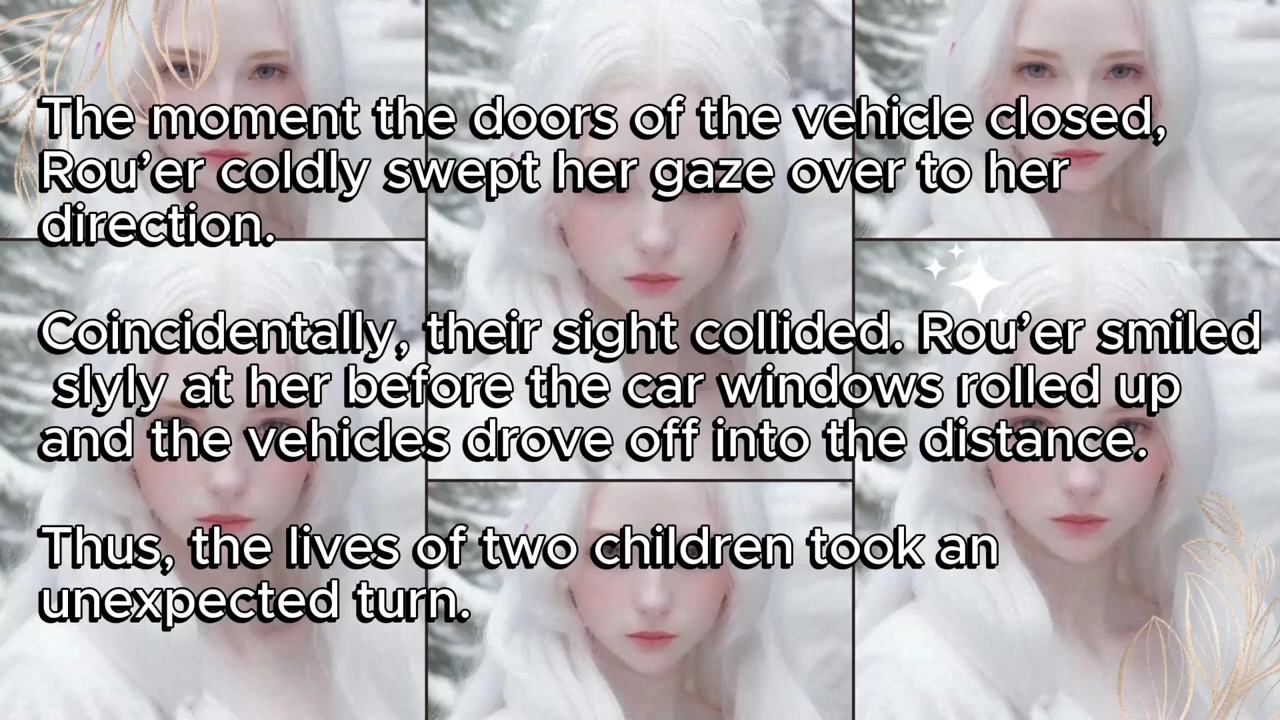 The moment the doors of the vehicle closed,
Rou’er coldly swept her gaze over to her
direction.
Coincidentally, their sight collided. Rou’er smiled
slyly at her before the car windows rolled up
and the vehicles drove off into the distance.
Thus, the lives of two children took an
unexpected turn.